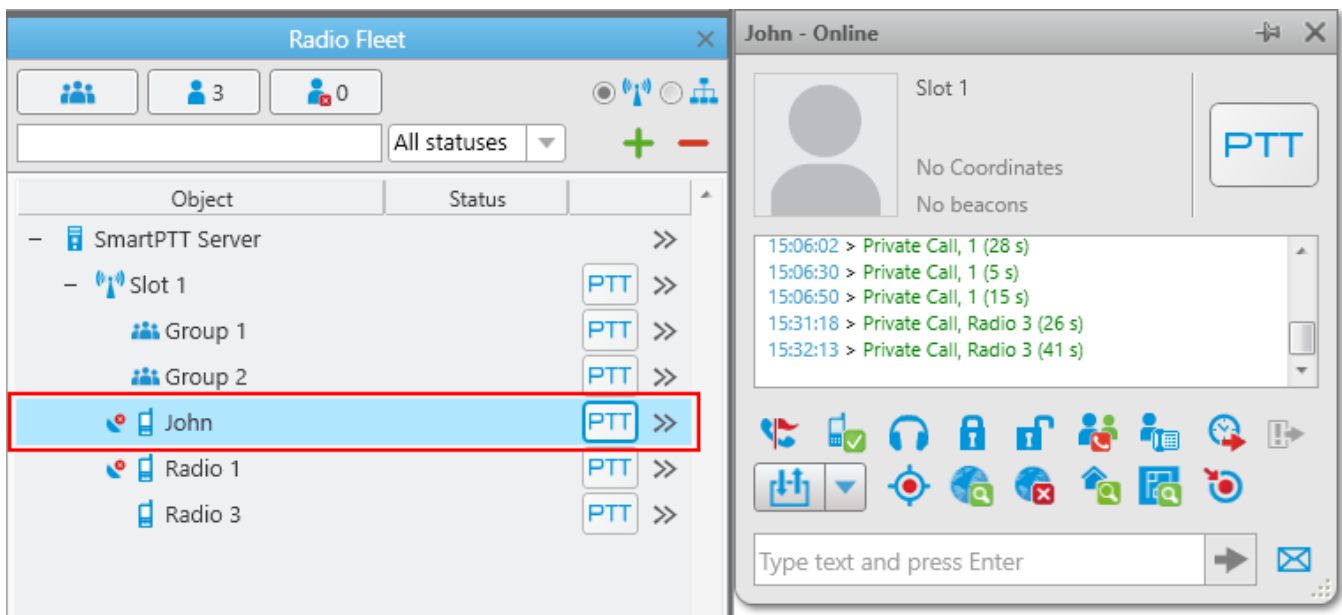 Radio Fleet
3
0
All statuses
Object
Status
SmartPTT Server
Slot 1
PTT
Group 1
PTT
Group 2
PTT
John
PTT
Radio 1
PTT
Radio 3
PTT
John - Online
Slot 1
No Coordinates
No beacons
PTT
15:06:02 > Private Call, 1 (28 s)
15:06:30 > Private Call, 1 (5 s)
15:06:50 > Private Call, 1 (15 s)
15:31:18 > Private Call, Radio 3 (26 s)
15:32:13 > Private Call, Radio 3 (41 s)
Type text and press Enter